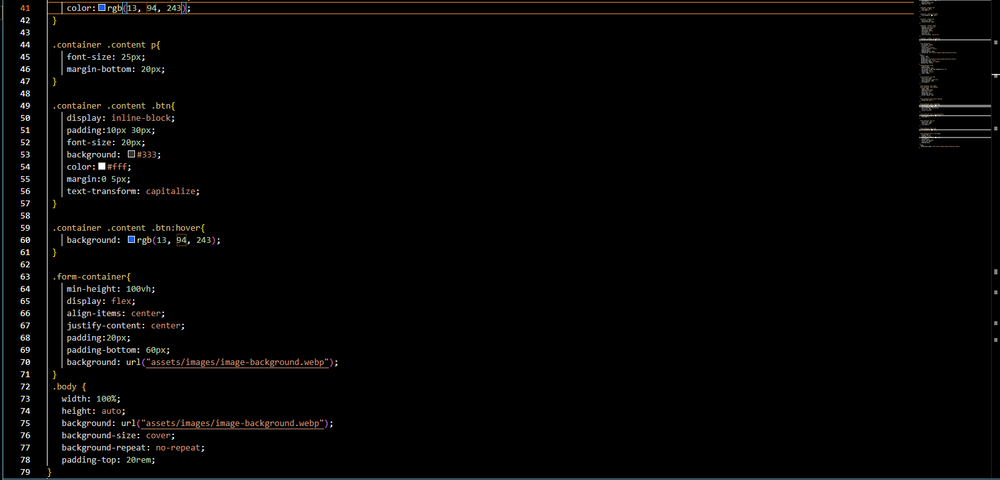 41 color: rgb(13, 94, 243);
42 }
43
44 .container .content p{
45 font-size: 25px;
46 margin-bottom: 20px;
47 }
48
49 .container .content .btn{
50 display: inline-block;
51 padding:10px 30px;
52 font-size: 20px;
53 background: #333;
54 color: #fff;
55 margin:0 5px;
56 text-transform: capitalize;
57 }
58
59 .container .content .btn:hover{
60 background: rgb(13, 94, 243);
61 }
62
63 .form-container{
64 min-height: 100vh;
65 display: flex;
66 align-items: center;
67 justify-content: center;
68 padding:20px;
69 padding-bottom: 60px;
70 background: url("assets/images/image-background.webp");
71 }
72 .body {
73 width: 100%;
74 height: auto;
75 background: url("assets/images/image-background.webp");
76 background-size: cover;
77 background-repeat: no-repeat;
78 padding-top: 20rem;
79 }